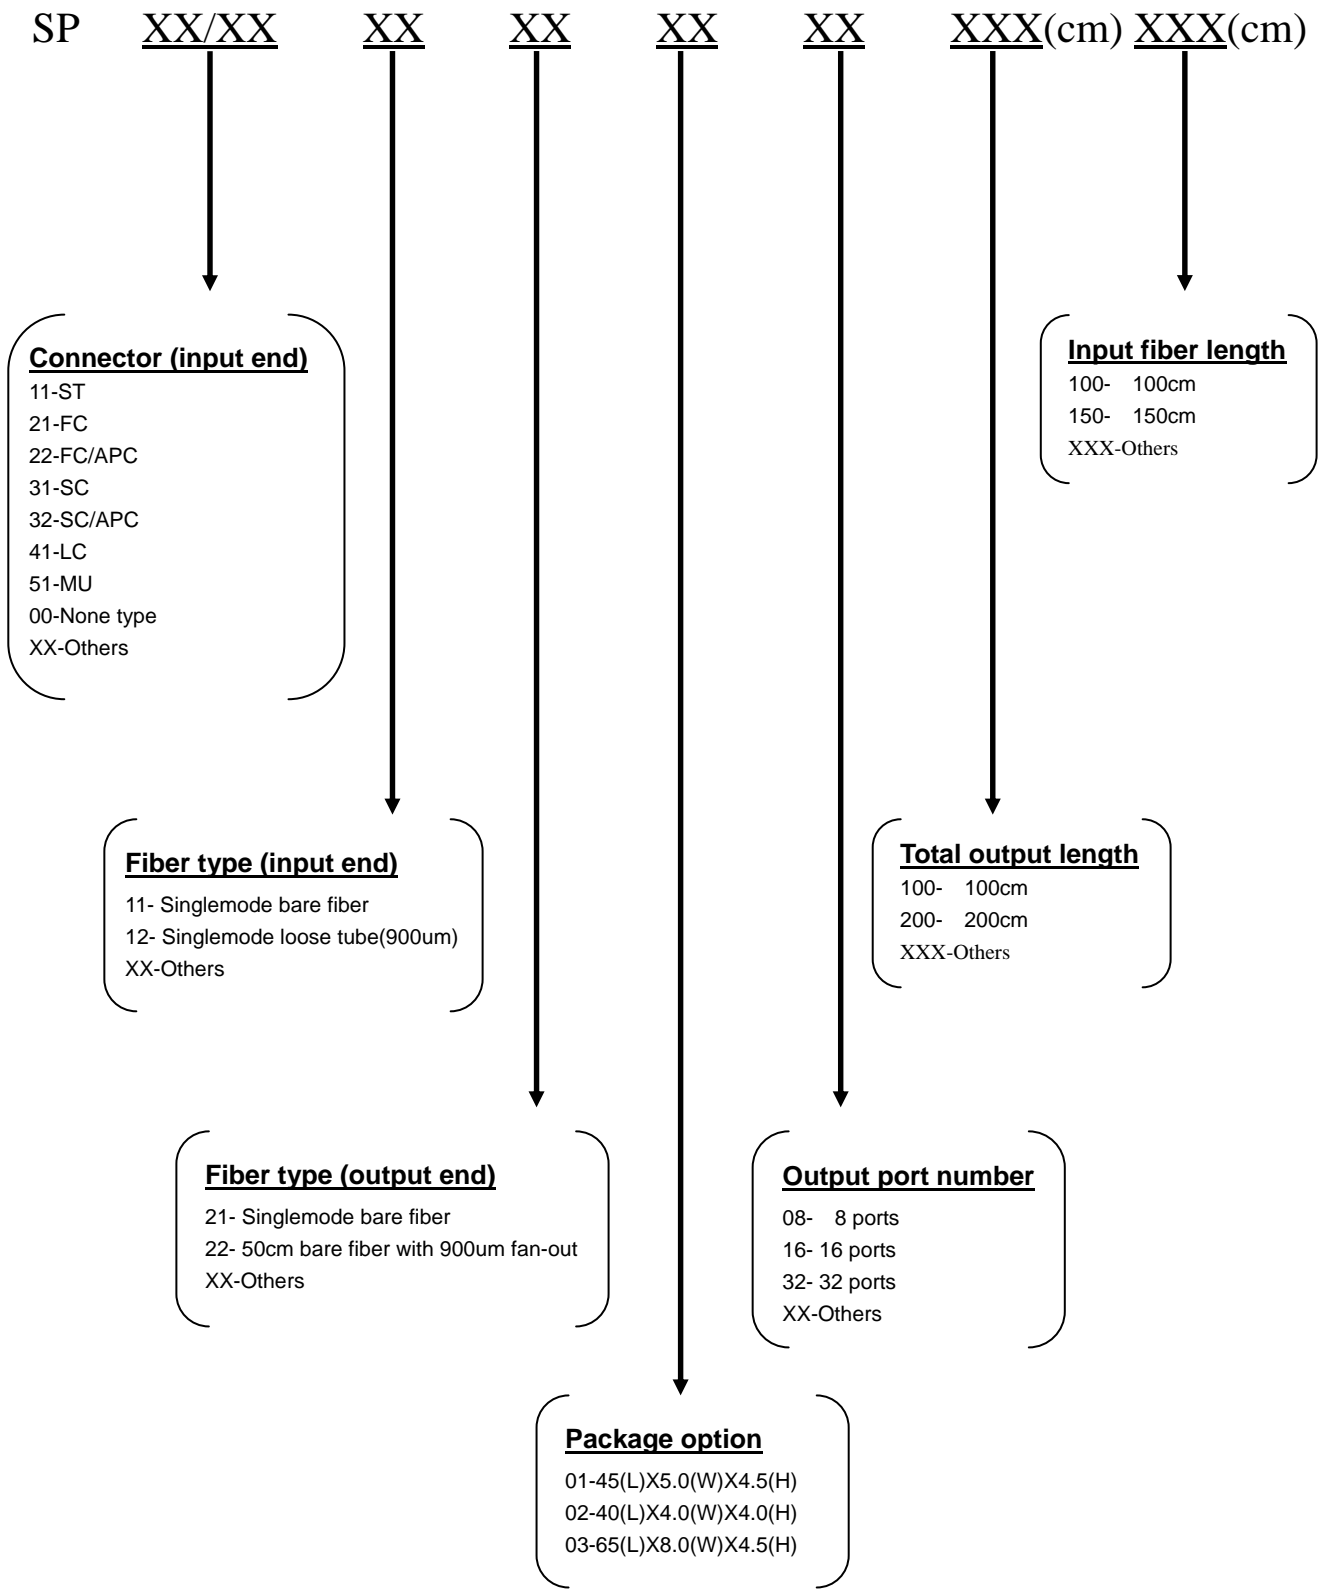 SP XX/XX XX XX XX XX XXX(cm) XXX(cm)
Connector (input end)
11-ST
21-FC
22-FC/APC
31-SC
32-SC/APC
41-LC
51-MU
00-None type
XX-Others
Input fiber length
100- 100cm
150- 150cm
XXX-Others
Fiber type (input end)
11- Singlemode bare fiber
12- Singlemode loose tube(900um)
XX-Others
Total output length
100- 100cm
200- 200cm
XXX-Others
Fiber type (output end)
21- Singlemode bare fiber
22- 50cm bare fiber with 900um fan-out
XX-Others
Output port number
08- 8 ports
16- 16 ports
32- 32 ports
XX-Others
Package option
01-45(L)X5.0(W)X4.5(H)
02-40(L)X4.0(W)X4.0(H)
03-65(L)X8.0(W)X4.5(H)